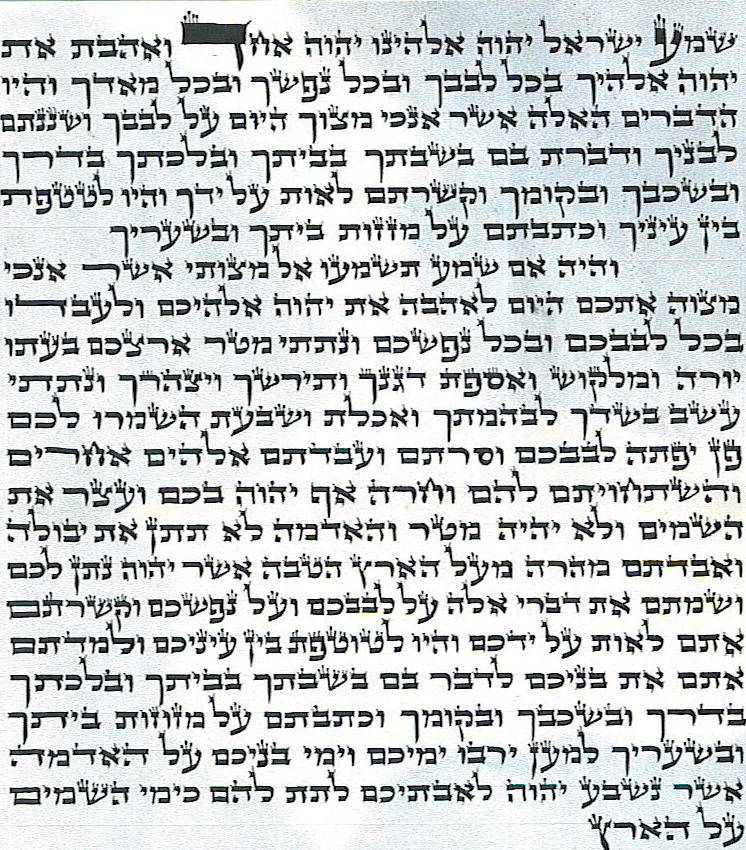 שמע ישראל יהוה אלהינו יהוה אחד ואהבת את
יהוה אלהיך בכל לבבך ובכל נפשך ובכל מאדך והיו
הדברים האלה אשר אנכי מצוך היום על לבבך ושננתם
לבניך ודברת בם בשבתך בביתך ובלכתך בדרך
ובשכבך ובקומך וקשרתם לאות על ידך והיו לטטפת
בין עיניך וכתבתם על מזוזות ביתך ובשעריך
והיה אם שמע תשמעו אל מצותי אשר אנכי
מצוה אתכם היום לאהבה את יהוה אלהיכם ולעבדו
בכל לבבכם ובכל נפשכם ונתתי מטר ארצכם בעתו
יורה ומלקוש ואספת דגנך ותירשך ויצהרך ונתתי
עשב בשדך לבהמתך ואכלת ושבעת השמרו לכם
פן יפתה לבבכם וסרתם ועבדתם אלהים אחרים
והשתחויתם להם וחרה אף יהוה בכם ועצר את
השמים ולא יהיה מטר והאדמה לא תתן את יבולה
ואבדתם מהרה מעל הארץ הטבה אשר יהוה נתן לכם
ושמתם את דברי אלה על לבבכם ועל נפשכם וקשרתם
אתם לאות על ידכם והיו לטוטפת בין עיניכם ולמדתם
אתם את בניכם לדבר בם בשבתך בביתך ובלכתך
בדרך ובשכבך ובקומך וכתבתם על מזוזות ביתך
ובשעריך למען ירבו ימיכם וימי בניכם על האדמה
אשר נשבע יהוה לאבתיכם לתת להם כימי השמים
על הארץ